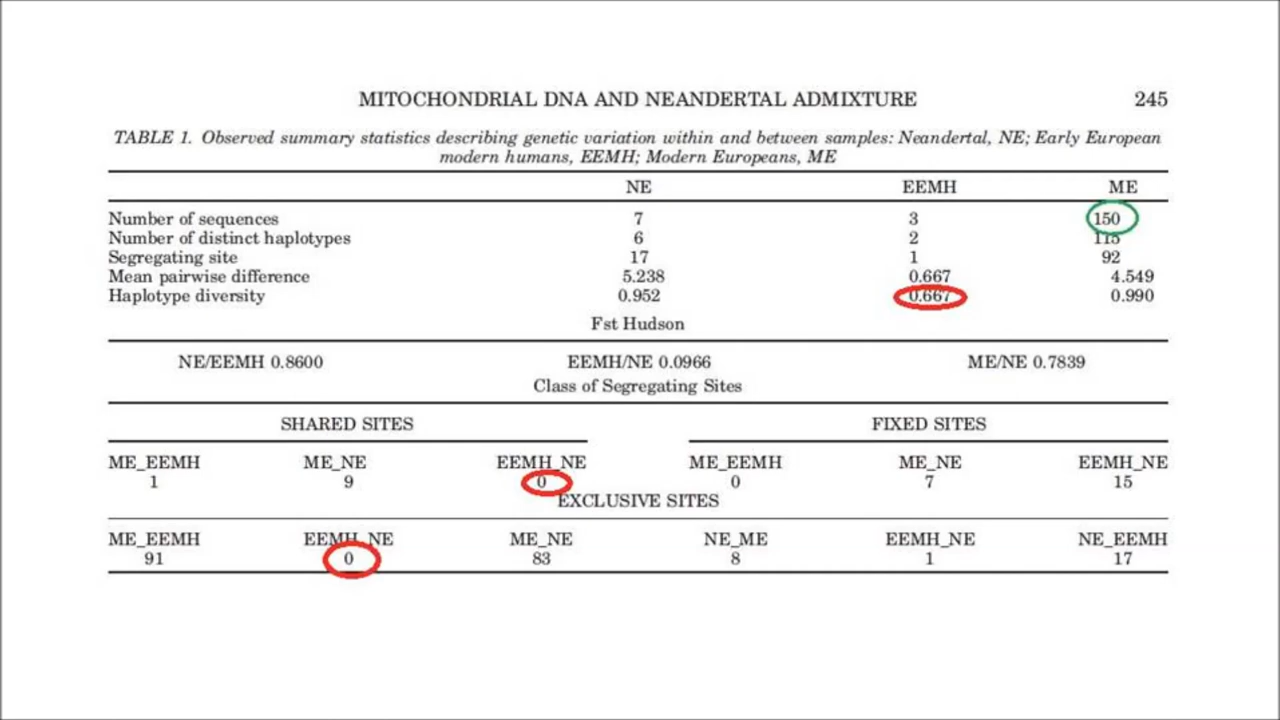 MITOCHONDRIAL DNA AND NEANDERTAL ADMIXTURE 245
TABLE 1. Observed summary statistics describing genetic variation within and between samples: Neandertal, NE; Early European
modern humans, EEMH; Modern Europeans, ME
NE EEMH ME
Number of sequences 7 3 150
Number of distinct haplotypes 6 2 115
Segregating site 17 1 92
Mean pairwise difference 5.238 0.667 4.549
Haplotype diversity 0.952 0.667 0.990
Fst Hudson
NE/EEMH 0.8600 EEMH/NE 0.0966 ME/NE 0.7839
Class of Segregating Sites
SHARED SITES FIXED SITES
ME_EEMH ME_NE EEMH_NE ME_EEMH ME_NE EEMH_NE
1 9 0 0 7 15
EXCLUSIVE SITES
ME_EEMH EEMH_NE ME_NE NE_ME EEMH_NE NE_EEMH
91 0 83 8 1 17